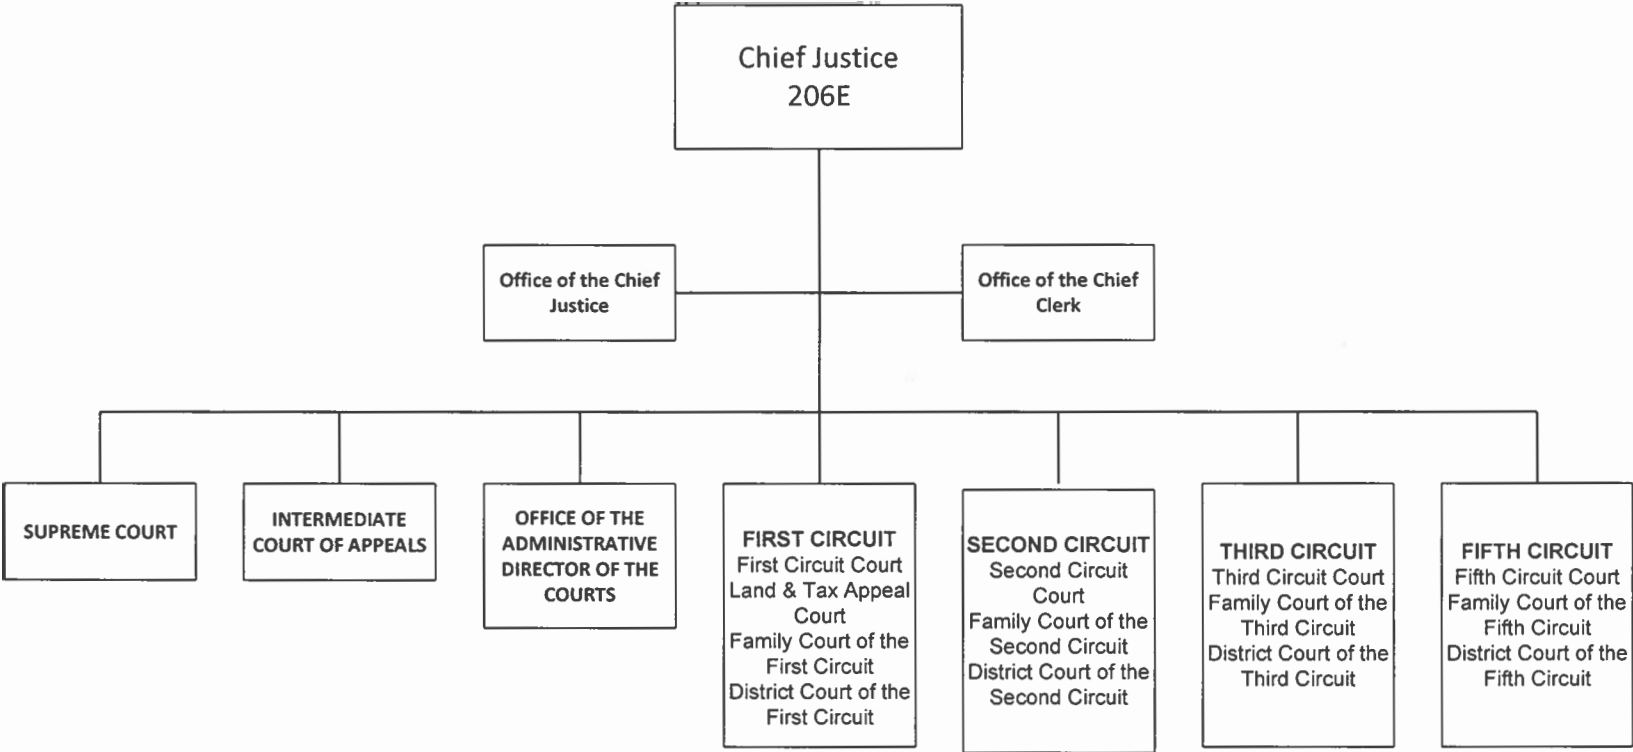 Chief Justice
206E
Office of the Chief
Justice
Office of the Chief
Clerk
SUPREME COURT
INTERMEDIATE
COURT OF APPEALS
OFFICE OF THE
ADMINISTRATIVE
DIRECTOR OF THE
COURTS
FIRST CIRCUIT
First Circuit Court
Land & Tax Appeal
Court
Family Court of the
First Circuit
District Court of the
First Circuit
SECOND CIRCUIT
Second Circuit
Court
Family Court of the
Second Circuit
District Court of the
Second Circuit
THIRD CIRCUIT
Third Circuit Court
Family Court of the
Third Circuit
District Court of the
Third Circuit
FIFTH CIRCUIT
Fifth Circuit Court
Family Court of the
Fifth Circuit
District Court of the
Fifth Circuit